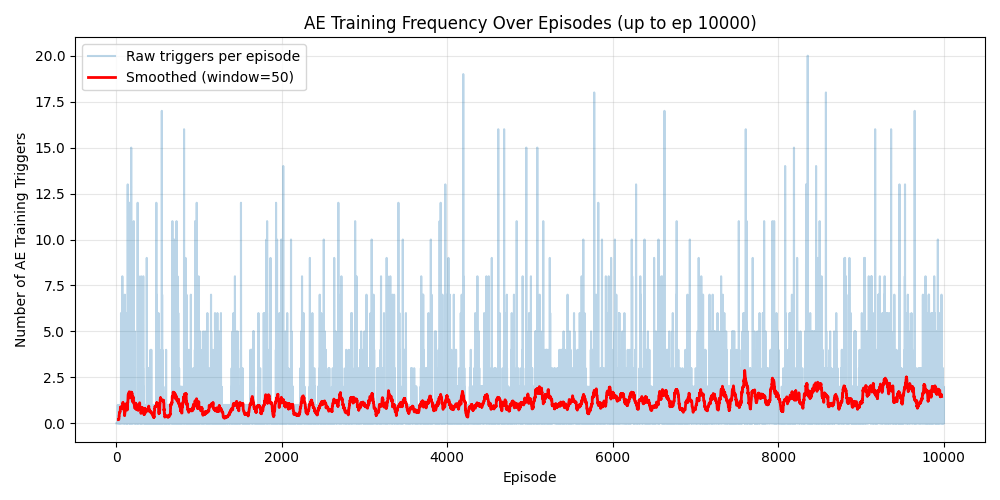 AE Training Frequency Over Episodes (up to ep 10000)
Raw triggers per episode
Smoothed (window=50)
Number of AE Training Triggers
20.0
17.5
15.0
12.5
10.0
7.5
5.0
2.5
0.0
0 2000 4000 6000 8000 10000
Episode